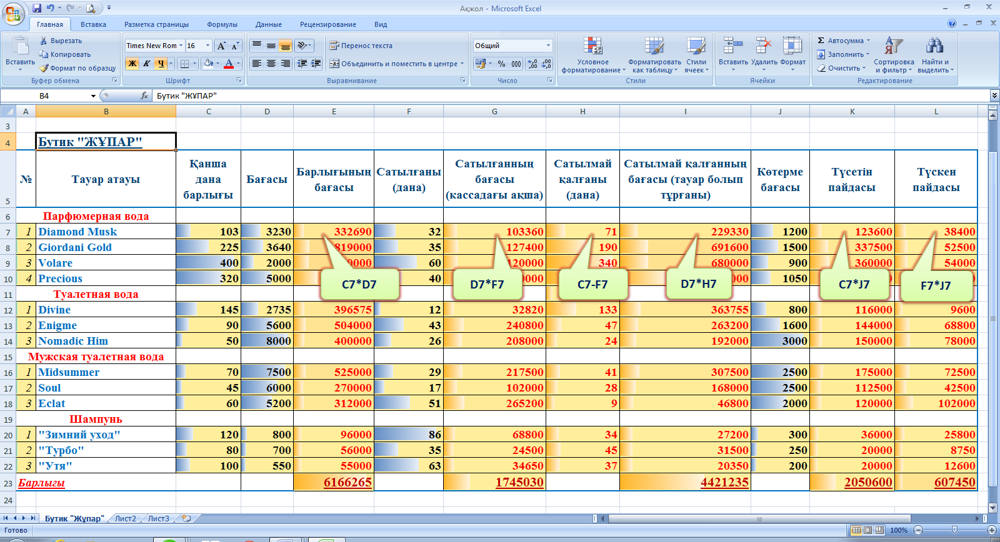 Ақжол - Microsoft Excel
Главная Вставка Разметка страницы Формулы Данные Рецензирование Вид
Вставить
Вырезать
Копировать
Формат по образцу
Буфер обмена
Times New Rom 16
Ж К Ч
Шрифт
Перенос текста
Объединить и поместить в центре
Выравнивание
Общий
% 000
Число
Условное форматирование
Форматировать как таблицу
Стили ячеек
Стили
Вставить Удалить Формат
Ячейки
Σ Автосумма
Заполнить
Очистить
Сортировка и фильтр
Найти и выделить
Редактирование
B4 fx Бутик "ЖҰПАР"
A B C D E F G H I J K L
3
4 Бутик "ЖҰПАР"
5 № Тауар атауы Қанша дана барлығы Бағасы Барлығының бағасы Сатылғаны (дана) Сатылғанның бағасы (кассадағы ақша) Сатылмай қалғаны (дана) Сатылмай қалғанның бағасы (тауар болып тұрғаны) Көтерме бағасы Түсетін пайдасы Түскен пайдасы
6 Парфюмерная вода
7 1 Diamond Musk 103 3230 332690 32 103360 71 229330 1200 123600 38400
8 2 Giordani Gold 225 3640 819000 35 127400 190 691600 1500 337500 52500
9 3 Volare 400 2000 60 120000 340 680000 900 360000 54000
10 4 Precious 320 5000 40 1050
C7*D7 D7*F7 C7-F7 D7*H7 C7*J7 F7*J7
11 Туалетная вода
12 1 Divine 145 2735 396575 12 32820 133 363755 800 116000 9600
13 2 Enigme 90 5600 504000 43 240800 47 263200 1600 144000 68800
14 3 Nomadic Him 50 8000 400000 26 208000 24 192000 3000 150000 78000
15 Мужская туалетная вода
16 1 Midsummer 70 7500 525000 29 217500 41 307500 2500 175000 72500
17 2 Soul 45 6000 270000 17 102000 28 168000 2500 112500 42500
18 3 Eclat 60 5200 312000 51 265200 9 46800 2000 120000 102000
19 Шампунь
20 1 "Зимний уход" 120 800 96000 86 68800 34 27200 300 36000 25800
21 2 "Турбо" 80 700 56000 35 24500 45 31500 250 20000 8750
22 3 "Утя" 100 550 55000 63 34650 37 20350 200 20000 12600
23 Барлығы 6166265 1745030 4421235 2050600 607450
24
Бутик "Жұпар" Лист2 Лист3
Готово 100%